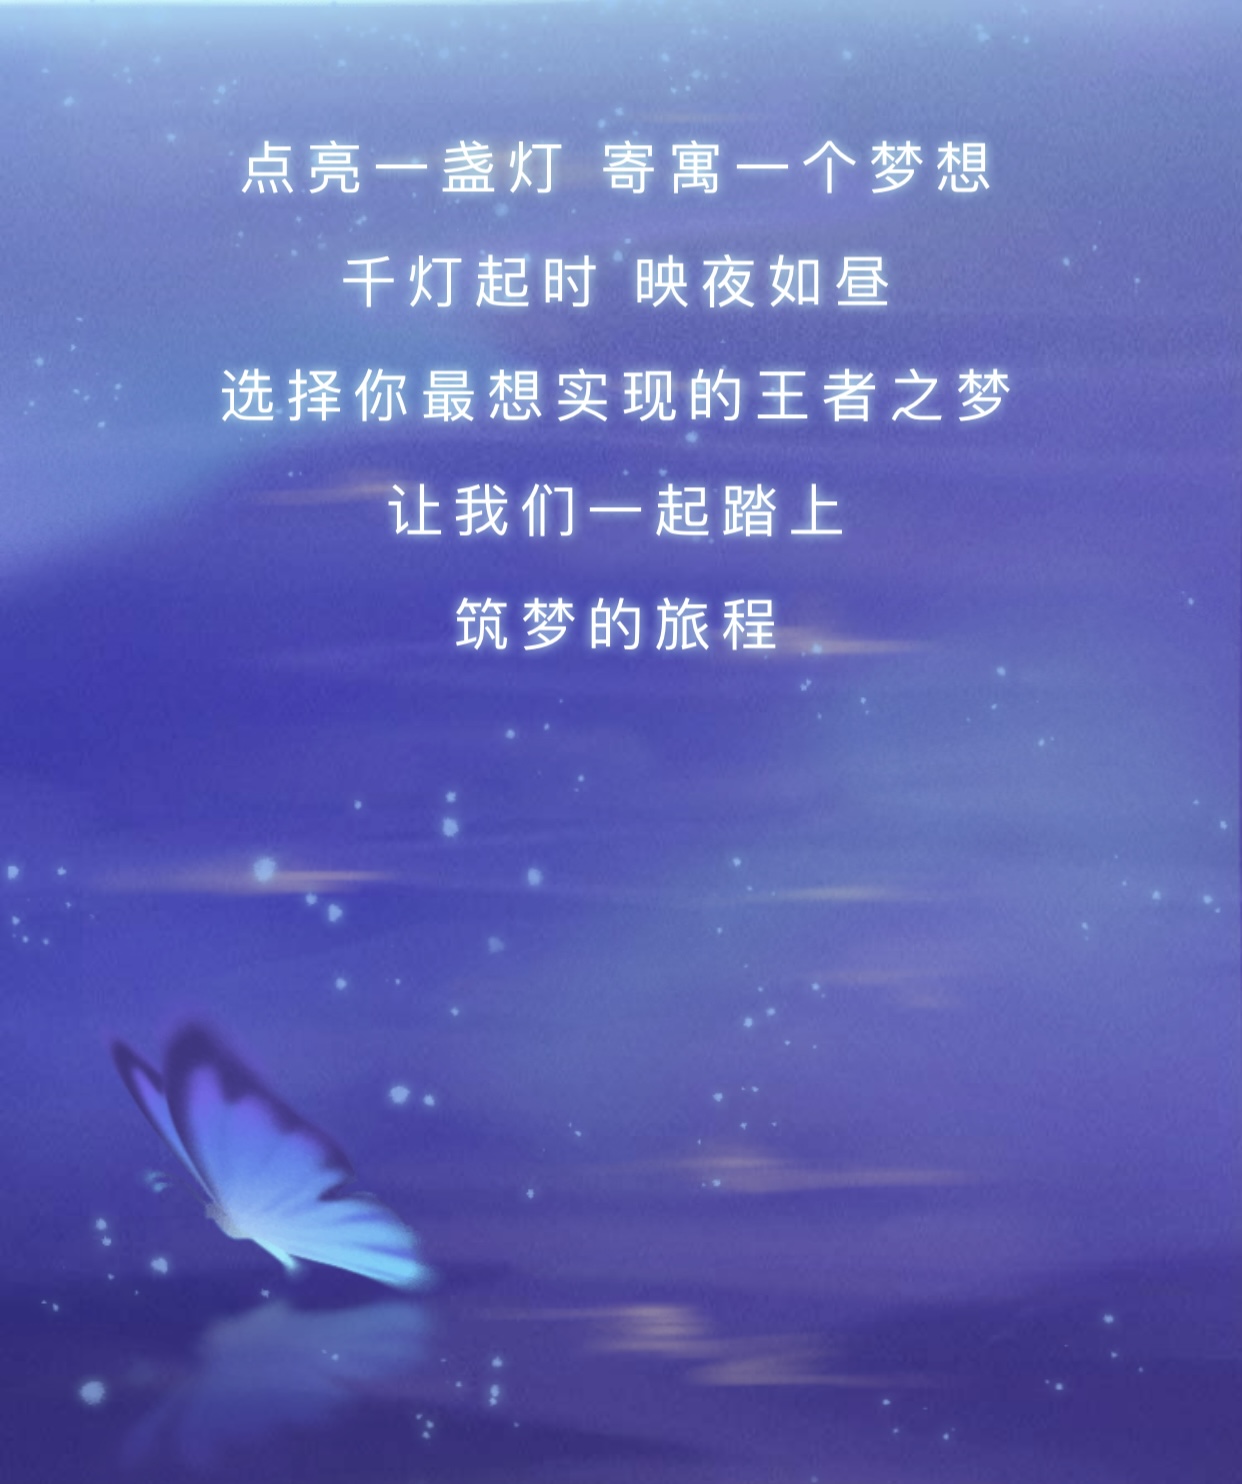 点亮一盏灯 寄寓一个梦想
千灯起时 映夜如昼
选择你最想实现的王者之梦
让我们一起踏上
筑梦的旅程